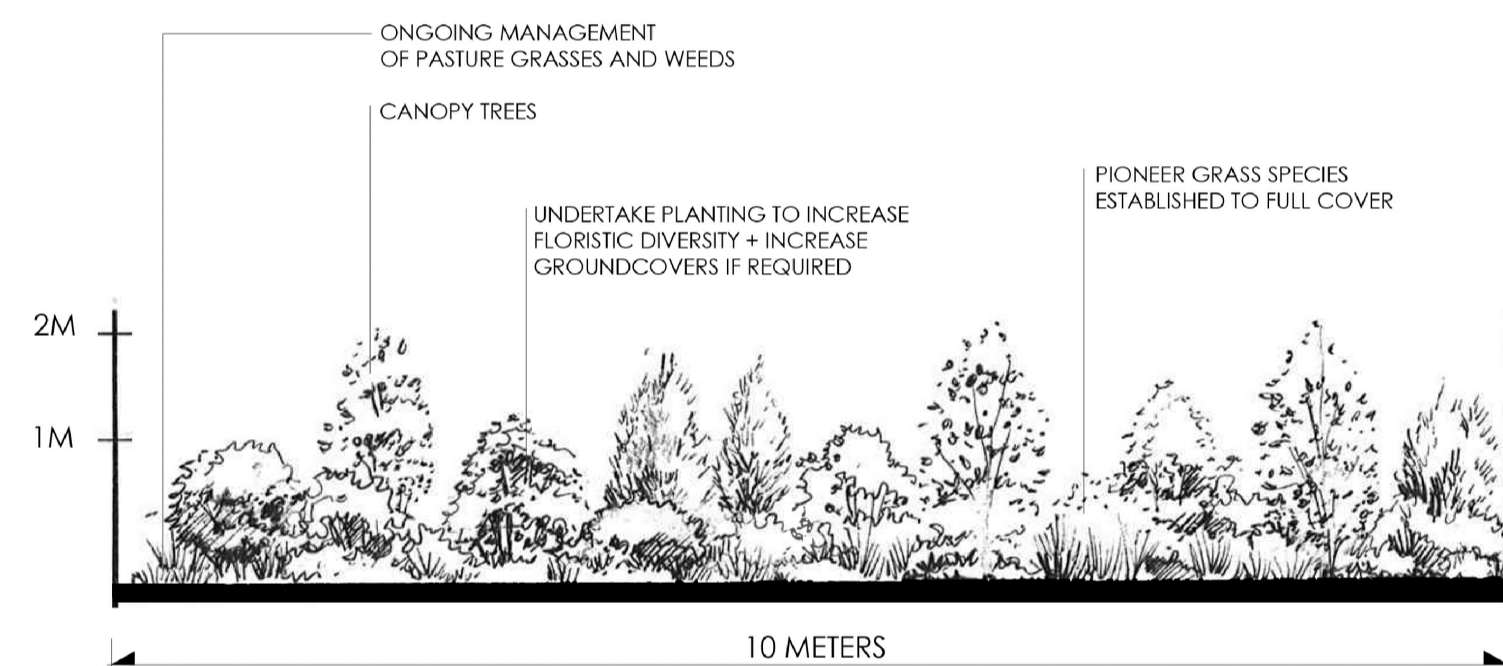 ONGOING MANAGEMENT
OF PASTURE GRASSES AND WEEDS
CANOPY TREES
PIONEER GRASS SPECIES
ESTABLISHED TO FULL COVER
UNDERTAKE PLANTING TO INCREASE
FLORISTIC DIVERSITY + INCREASE
GROUNDCOVERS IF REQUIRED
2M
1M
10 METERS